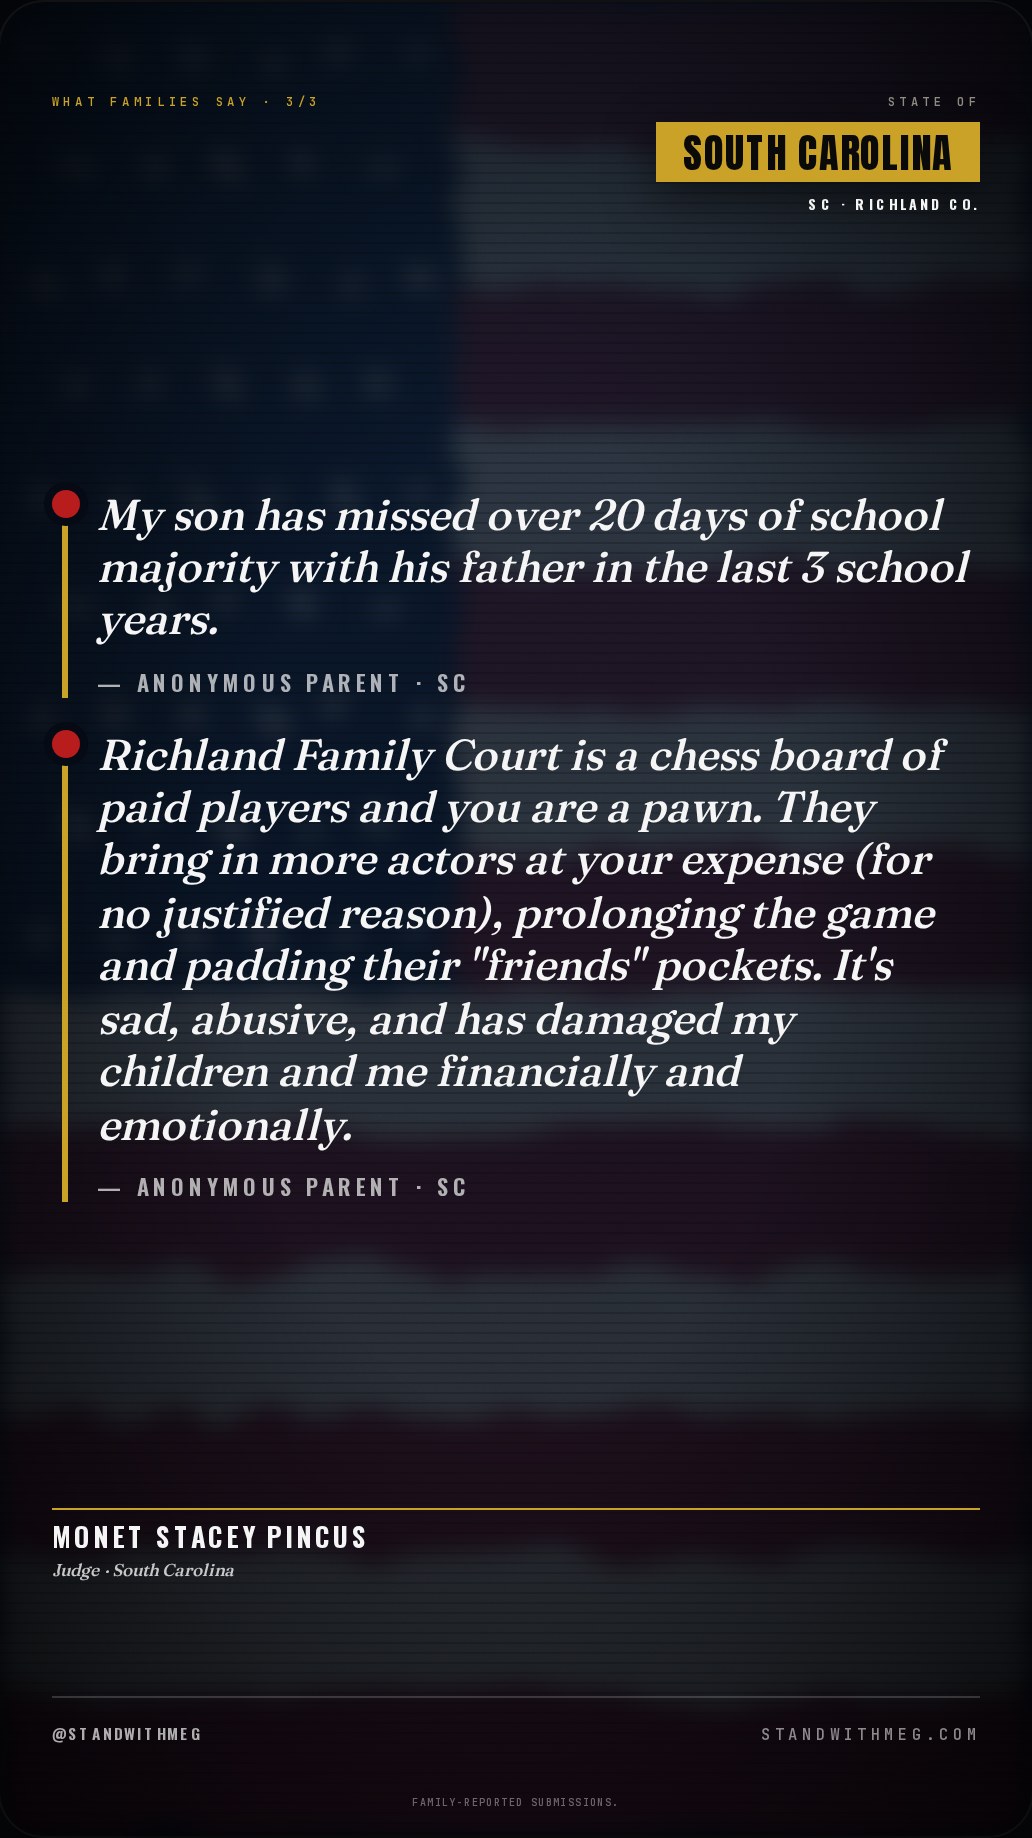 WHAT FAMILIES SAY · 3/3
STATE OF
SOUTH CAROLINA
SC · RICHLAND CO.
My son has missed over 20 days of school
majority with his father in the last 3 school
years.
— ANONYMOUS PARENT · SC
Richland Family Court is a chess board of
paid players and you are a pawn. They
bring in more actors at your expense (for
no justified reason), prolonging the game
and padding their "friends" pockets. It's
sad, abusive, and has damaged my
children and me financially and
emotionally.
— ANONYMOUS PARENT · SC
MONET STACEY PINCUS
Judge · South Carolina
@STANDWITHMEG
STANDWITHMEG.COM
FAMILY-REPORTED SUBMISSIONS.